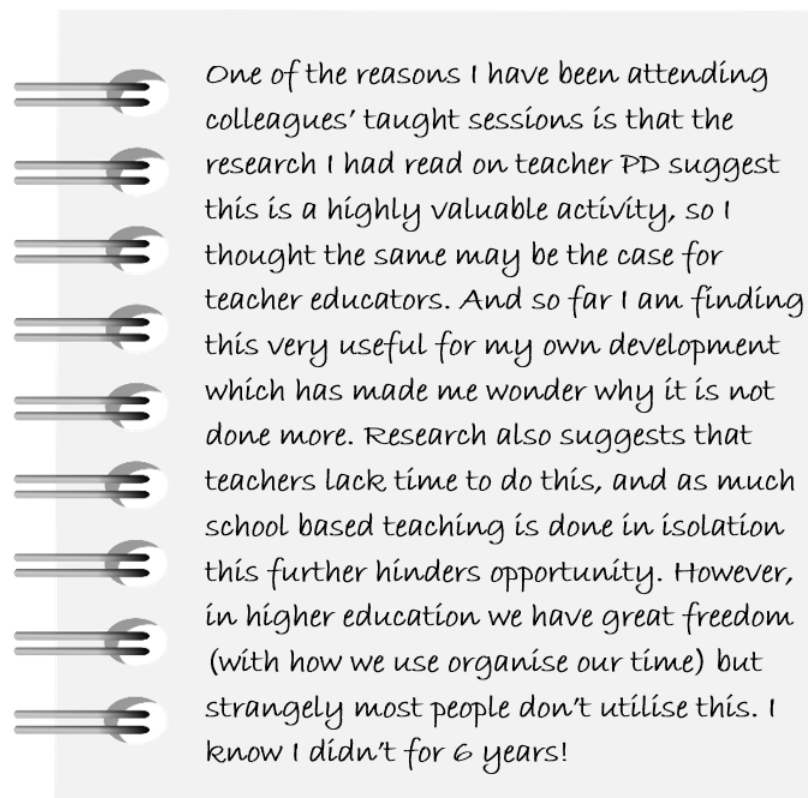 One of the reasons I have been attending
colleagues' taught sessions is that the
research I had read on teacher PD suggest
this is a highly valuable activity, so I
thought the same may be the case for
teacher educators. And so far I am finding
this very useful for my own development
which has made me wonder why it is not
done more. Research also suggests that
teachers lack time to do this, and as much
school based teaching is done in isolation
this further hinders opportunity. However,
in higher education we have great freedom
(with how we use organise our time) but
strangely most people don't utilise this. I
know I didn't for 6 years!